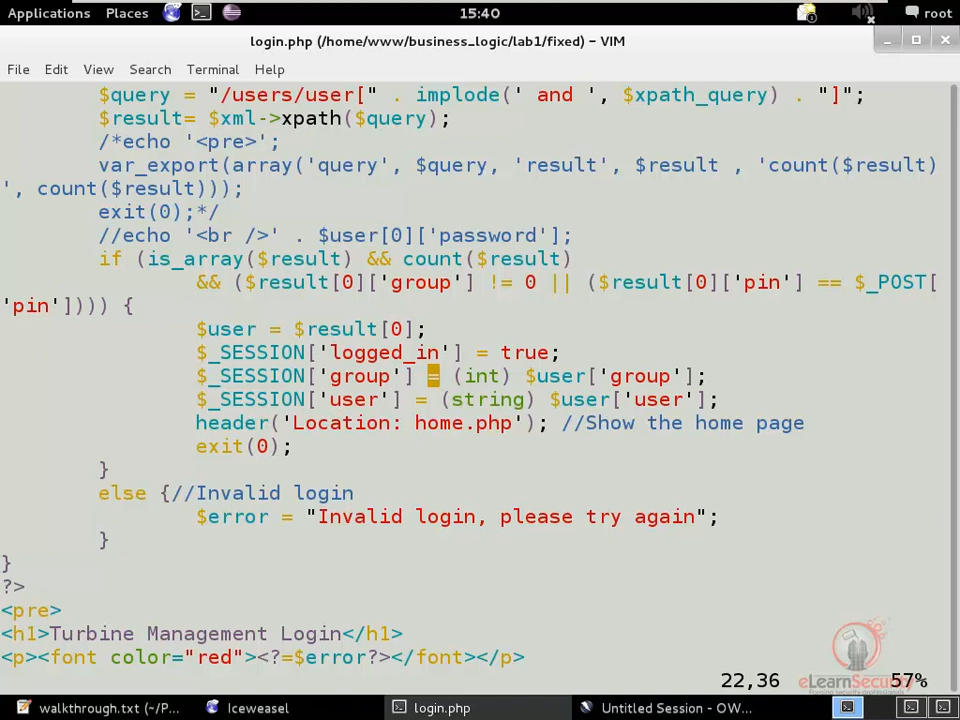 Applications Places 15:40 root
login.php (/home/www/business_logic/lab1/fixed) - VIM
File Edit View Search Terminal Help
$query = "/users/user[" . implode(' and ', $xpath_query) . "]";
$result= $xml->xpath($query);
/*echo '<pre>';
var_export(array('query', $query, 'result', $result , 'count($result)
', count($result)));
exit(0);*/
//echo '<br />' . $user[0]['password'];
if (is_array($result) && count($result)
&& ($result[0]['group'] != 0 || ($result[0]['pin'] == $_POST[
'pin']))) {
$user = $result[0];
$_SESSION['logged_in'] = true;
$_SESSION['group'] = (int) $user['group'];
$_SESSION['user'] = (string) $user['user'];
header('Location: home.php'); //Show the home page
exit(0);
}
else {//Invalid login
$error = "Invalid login, please try again";
}
}
?>
<pre>
<h1>Turbine Management Login</h1>
<p><font color="red"><?=$error?></font></p>
22,36 57%
eLearnSecurity
walkthrough.txt (~/P... Iceweasel login.php Untitled Session - OW...